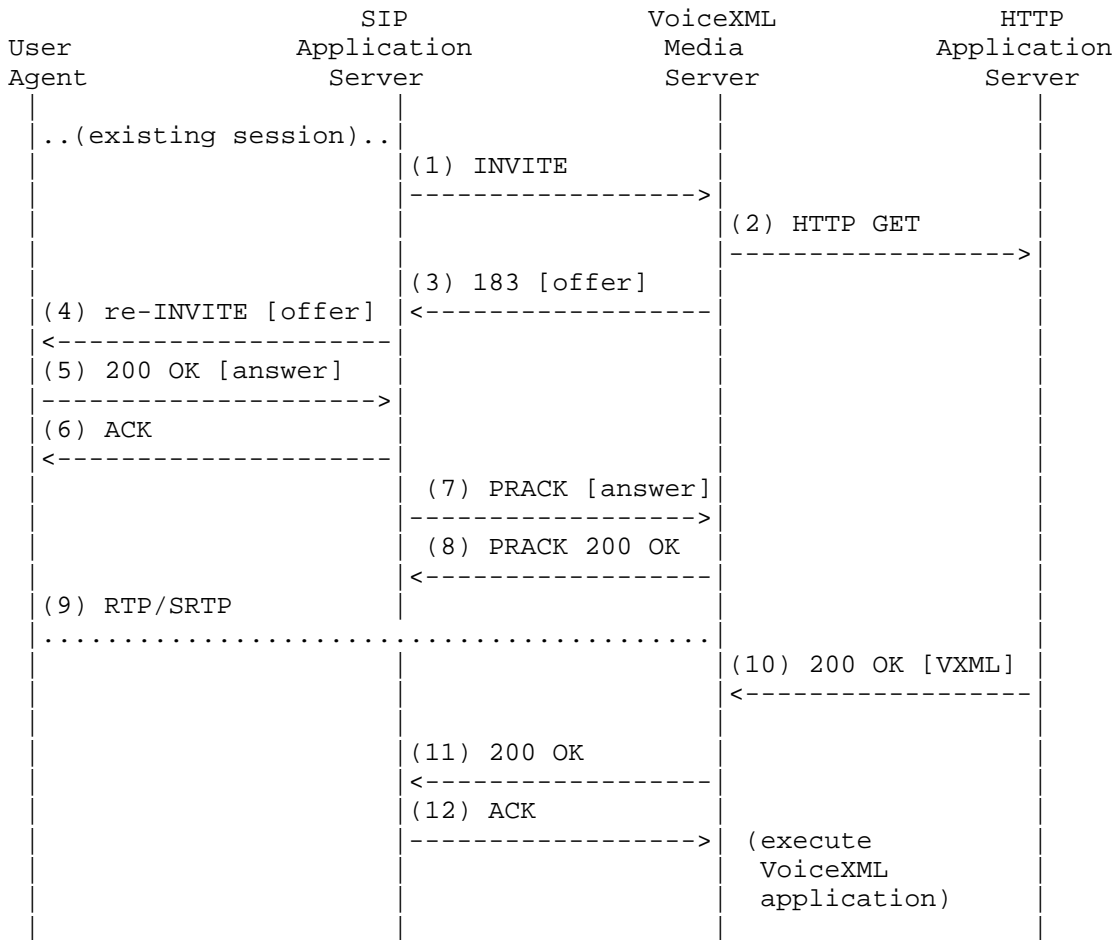 SIP VoiceXML HTTP
User Application Media Application
Agent Server Server Server
..(existing session)..
(1) INVITE
(2) HTTP GET
(3) 183 [offer]
(4) re-INVITE [offer]
(5) 200 OK [answer]
(6) ACK
(7) PRACK [answer]
(8) PRACK 200 OK
(9) RTP/SRTP
(10) 200 OK [VXML]
(11) 200 OK
(12) ACK
(execute
VoiceXML
application)